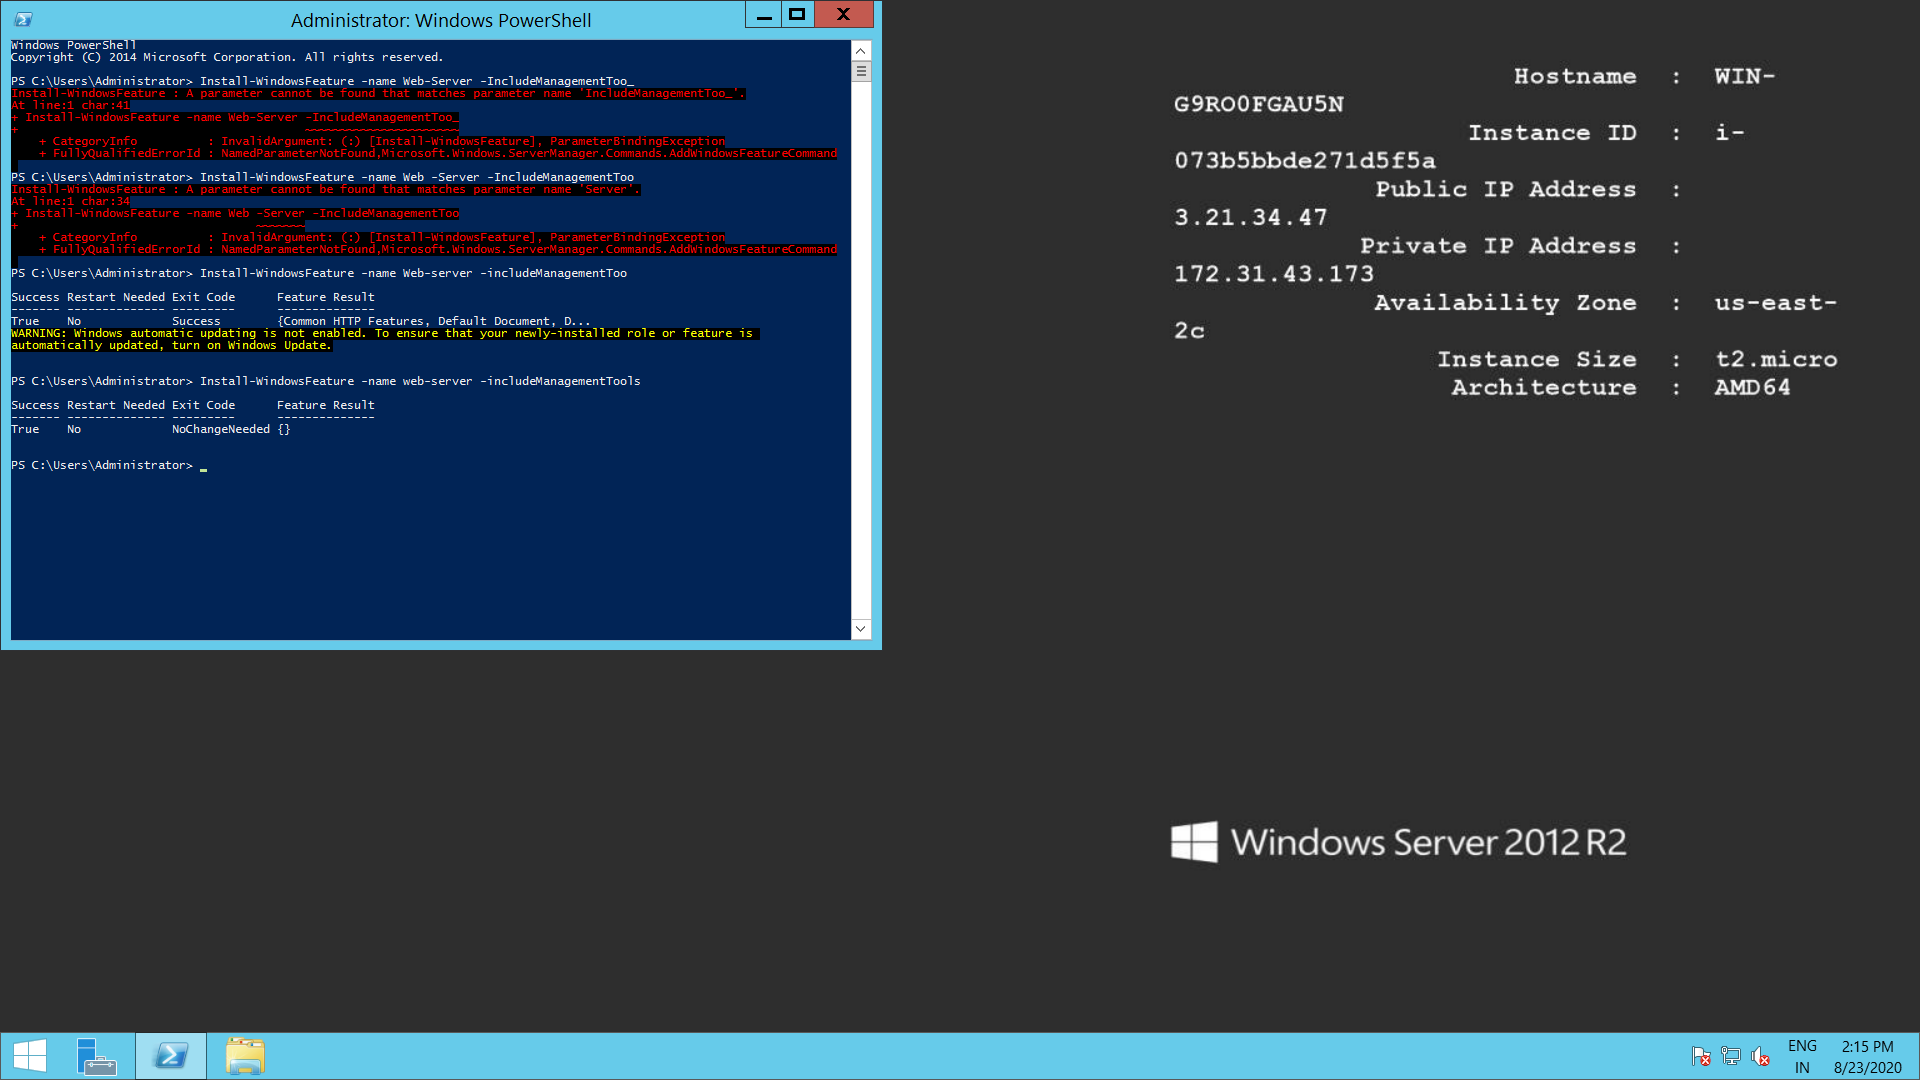 Administrator: Windows PowerShell
Windows PowerShell
Copyright (C) 2014 Microsoft Corporation. All rights reserved.
PS C:\Users\Administrator> Install-WindowsFeature -name Web-Server -IncludeManagementToo_
Install-WindowsFeature : A parameter cannot be found that matches parameter name 'IncludeManagementToo_'.
At line:1 char:41
+ Install-WindowsFeature -name Web-Server -IncludeManagementToo_
+                                         ~~~~~~~~~~~~~~~~~~~~~~
    + CategoryInfo          : InvalidArgument: (:) [Install-WindowsFeature], ParameterBindingException
    + FullyQualifiedErrorId : NamedParameterNotFound,Microsoft.Windows.ServerManager.Commands.AddWindowsFeatureCommand
PS C:\Users\Administrator> Install-WindowsFeature -name Web -Server -IncludeManagementToo
Install-WindowsFeature : A parameter cannot be found that matches parameter name 'Server'.
At line:1 char:34
+ Install-WindowsFeature -name Web -Server -IncludeManagementToo
+                                  ~~~~~~~
    + CategoryInfo          : InvalidArgument: (:) [Install-WindowsFeature], ParameterBindingException
    + FullyQualifiedErrorId : NamedParameterNotFound,Microsoft.Windows.ServerManager.Commands.AddWindowsFeatureCommand
PS C:\Users\Administrator> Install-WindowsFeature -name Web-server -includeManagementToo
Success Restart Needed Exit Code      Feature Result
------- -------------- ---------      --------------
True    No             Success        {Common HTTP Features, Default Document, D...
WARNING: Windows automatic updating is not enabled. To ensure that your newly-installed role or feature is
automatically updated, turn on Windows Update.
PS C:\Users\Administrator> Install-WindowsFeature -name web-server -includeManagementTools
Success Restart Needed Exit Code      Feature Result
------- -------------- ---------      --------------
True    No             NoChangeNeeded {}
PS C:\Users\Administrator> _
Hostname : WIN-
G9RO0FGAU5N
Instance ID : i-
073b5bbde271d5f5a
Public IP Address :
3.21.34.47
Private IP Address :
172.31.43.173
Availability Zone : us-east-
2c
Instance Size : t2.micro
Architecture : AMD64
Windows Server 2012 R2
ENG
IN
2:15 PM
8/23/2020